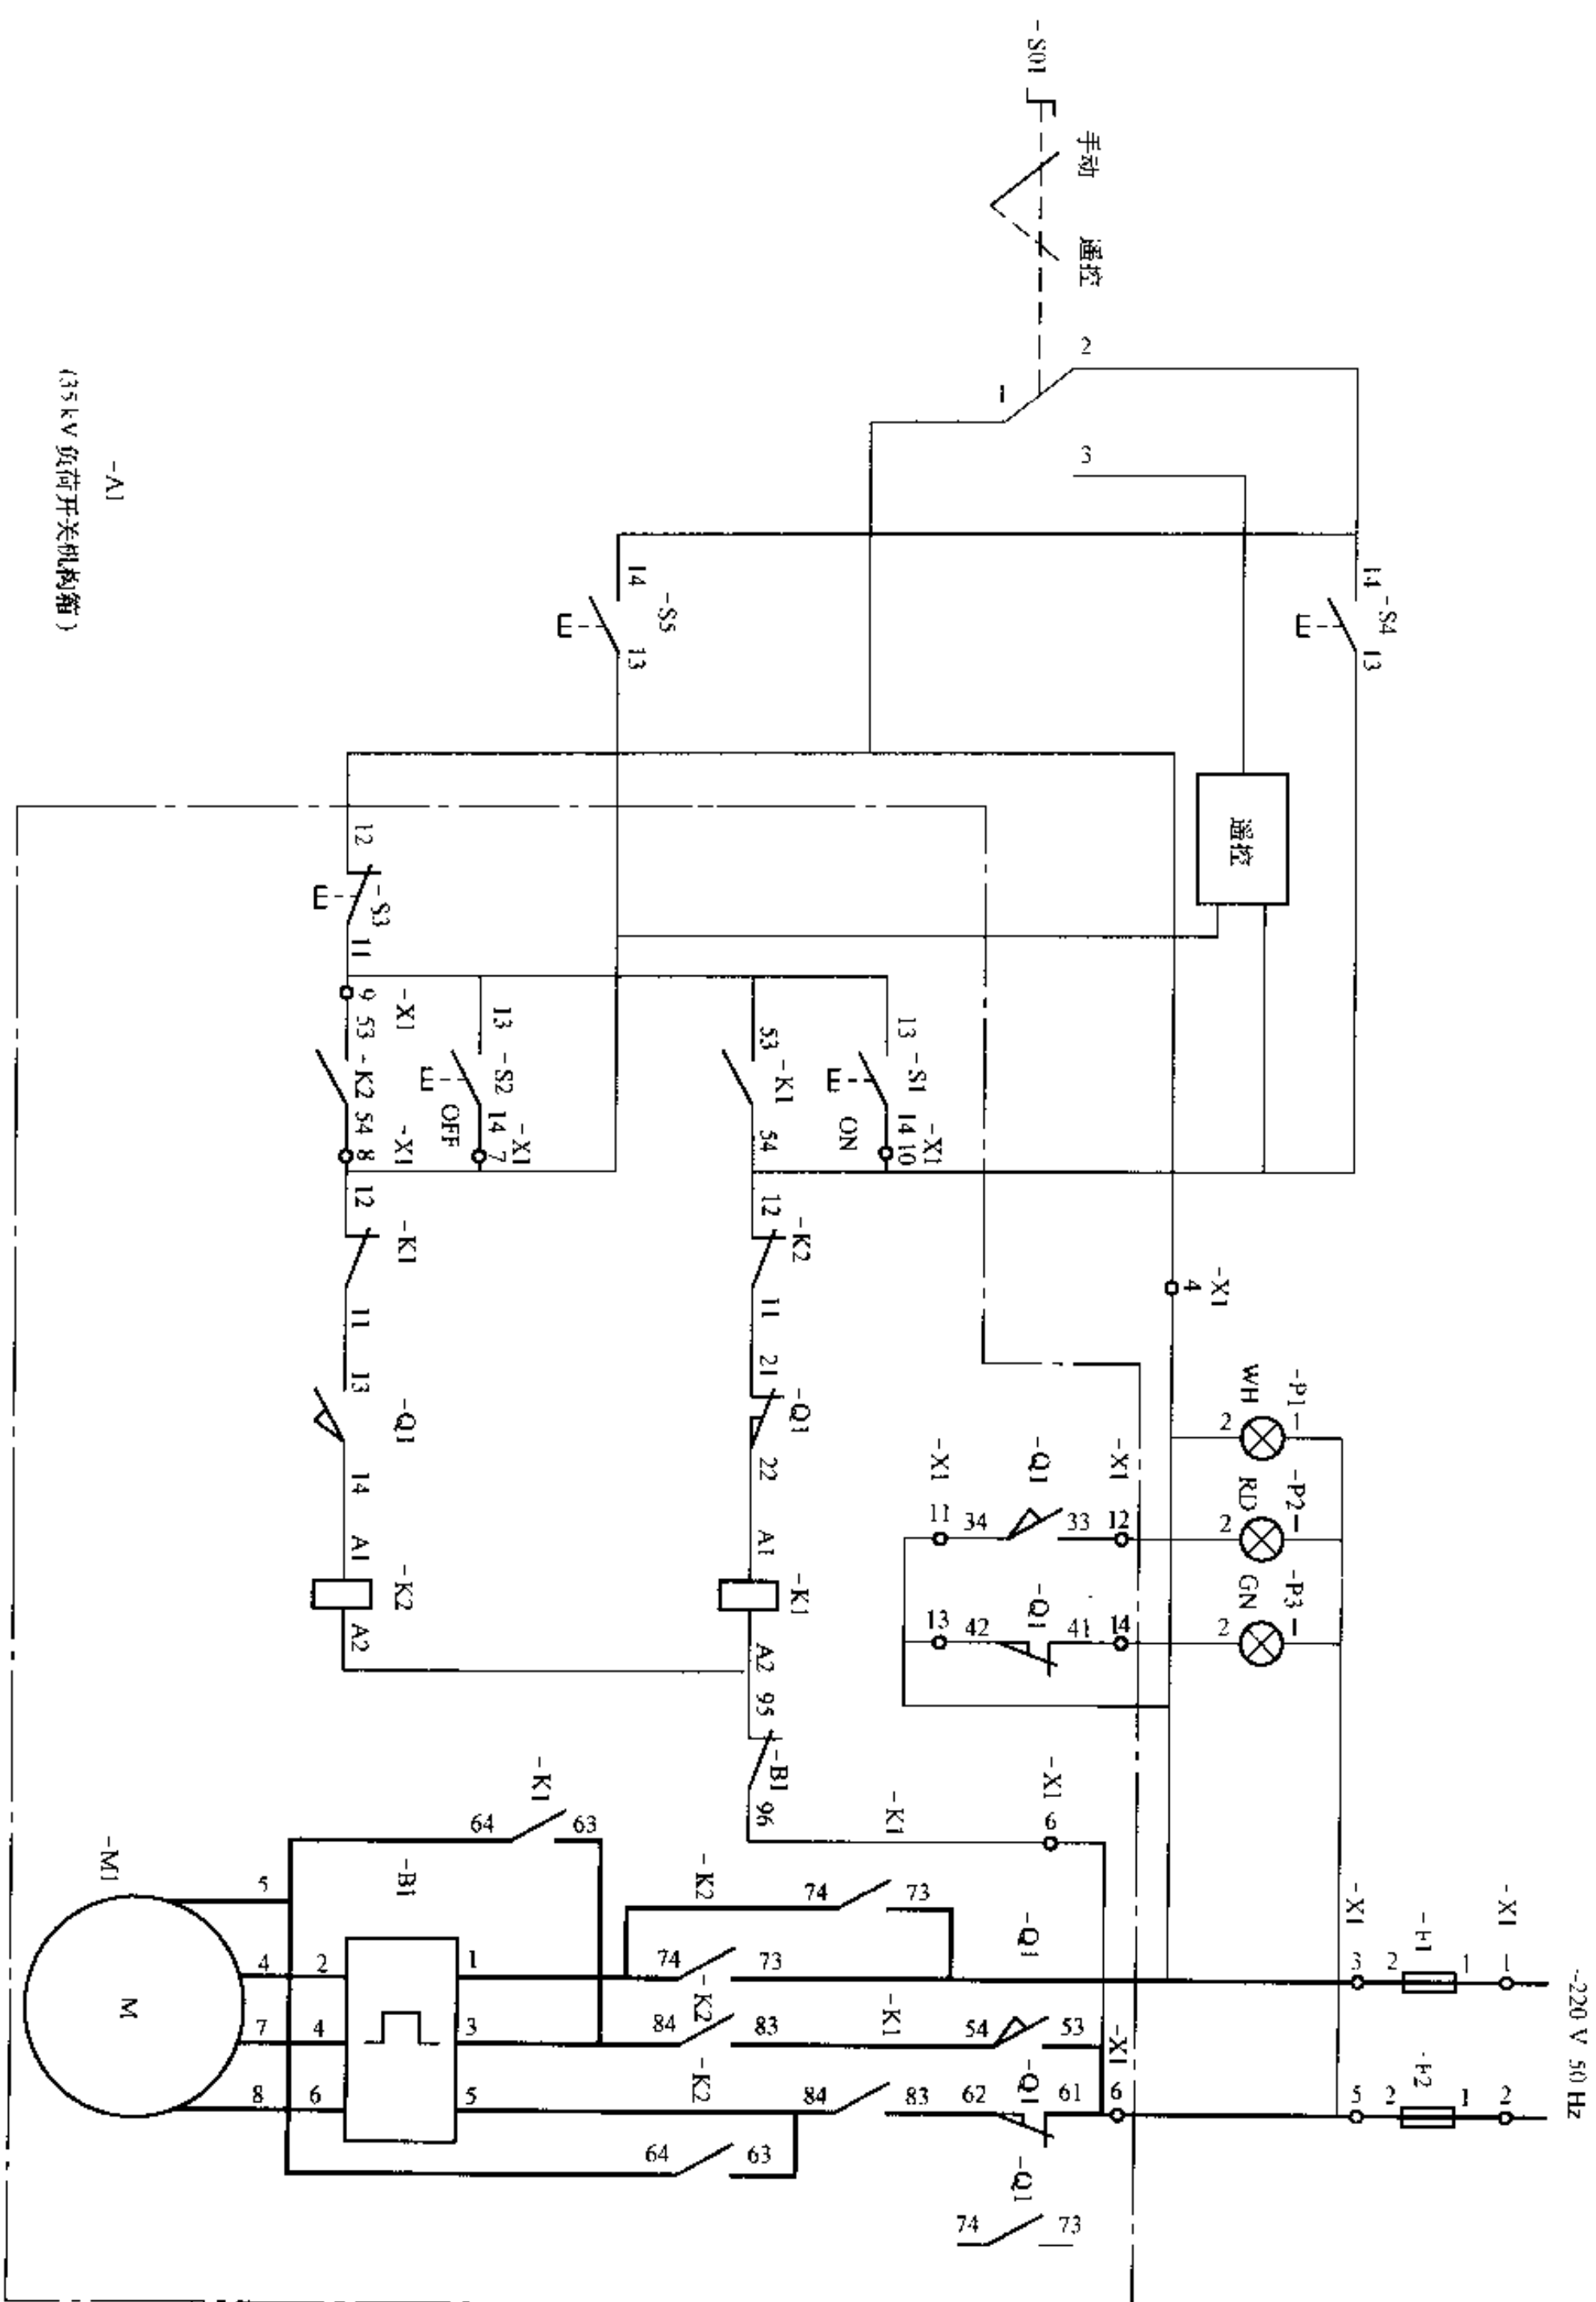 ~220 V 50 Hz
-X1
1
2
1
-F1
2
1
-F2
2
-X1
3
5
-P1
1
WH
2
-P2
1
RD
2
-P3
1
GN
2
-X1
4
-X1
12
33
-Q1
34
11
-X1
14
41
-Q1
42
13
-X1
6
-X1
6
-S01
手动
遥控
1
2
3
遥控
14
-S4
13
14
-S5
13
12
-S3
11
-X1
9
53
-K2
54
-X1
8
13
-S2
14
OFF
-X1
7
53
-K1
54
13
-S1
14
ON
-X1
10
12
-K1
11
13
-Q1
14
A1
-K2
A2
12
-K2
11
21
-Q1
22
A1
-K1
A2
95
-B1
96
-K1
-K1
63
64
-K2
73
74
73
74
-K2
-Q1
53
54
-K1
83
84
-Q1
61
62
83
84
-K2
63
64
-Q1
73
74
-B1
1
3
5
2
4
6
-M1
5
4
7
8
M
-A1
(35 kV 负荷开关机构箱)